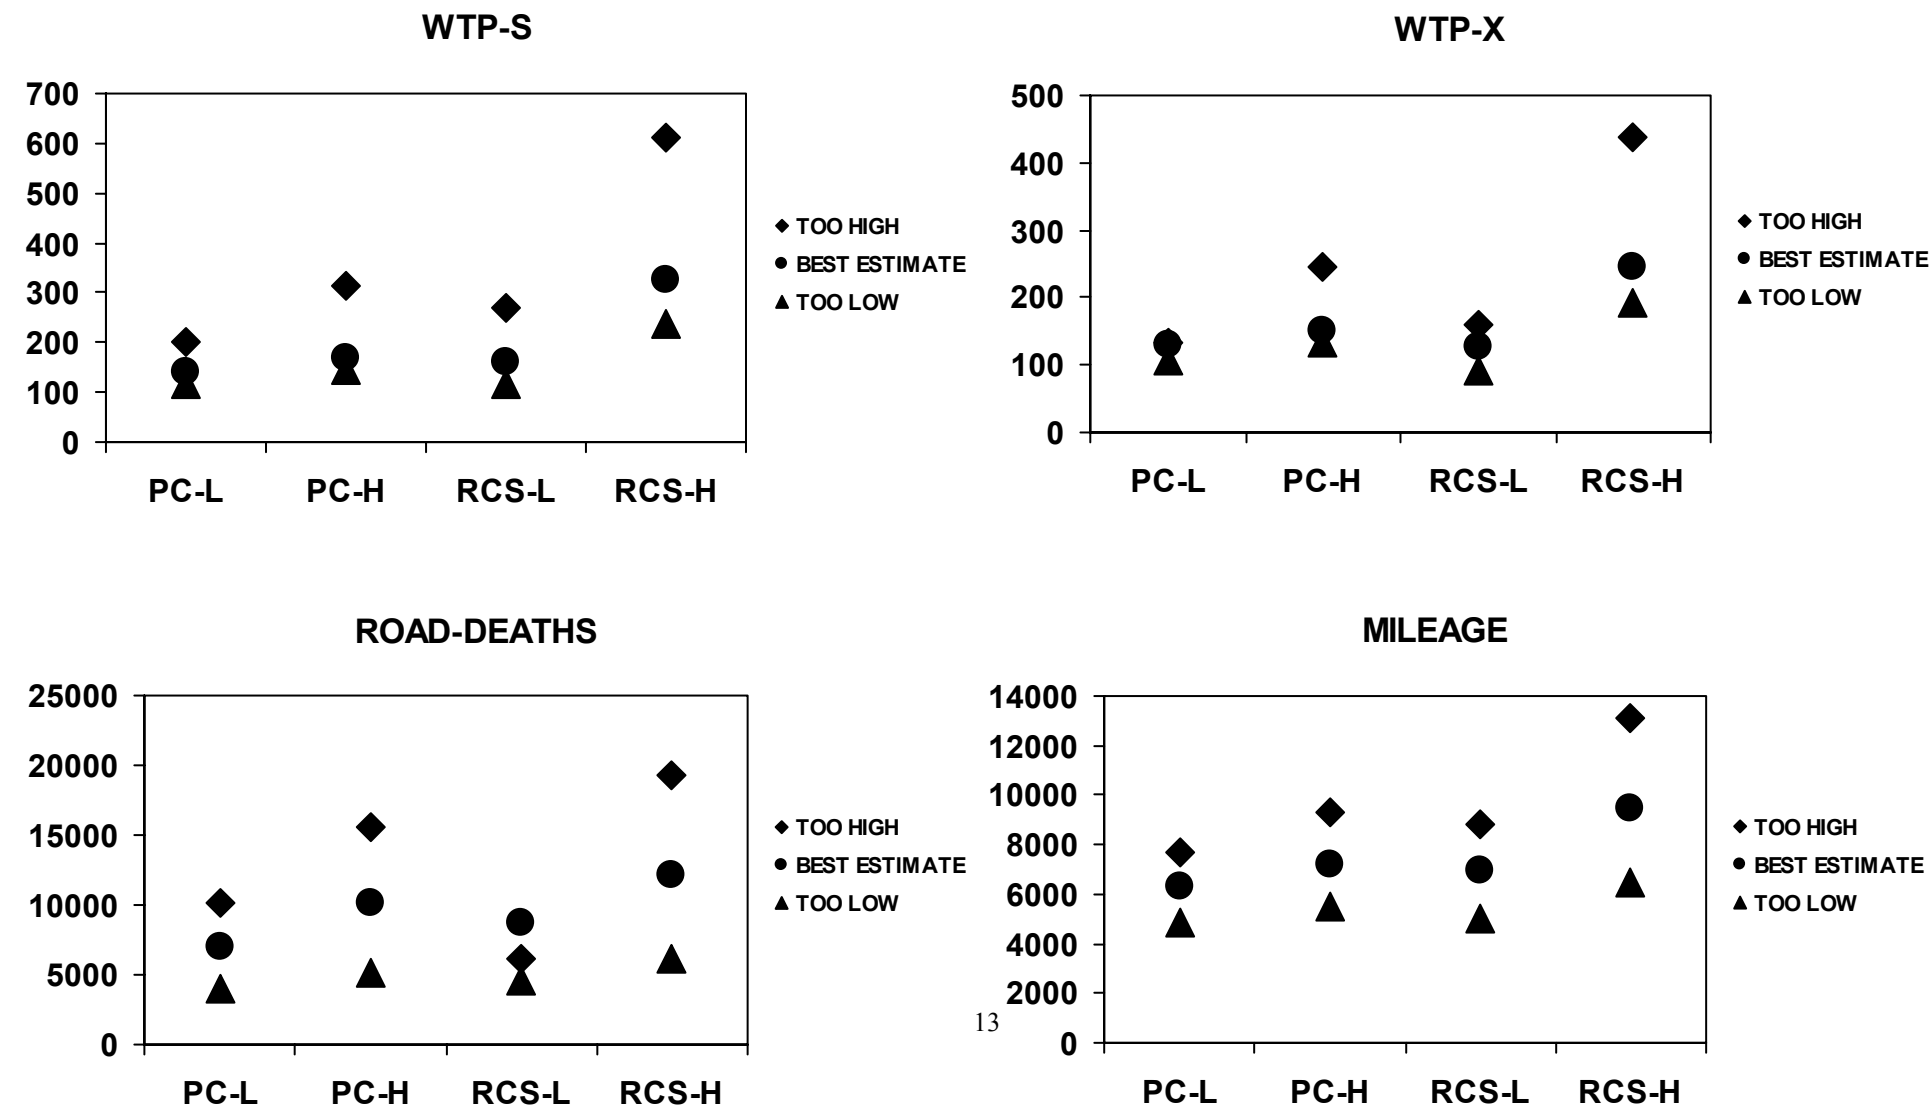 WTP-S
700
600
500
400
300
200
100
0
PC-L PC-H RCS-L RCS-H
TOO HIGH
BEST ESTIMATE
TOO LOW
WTP-X
500
400
300
200
100
0
PC-L PC-H RCS-L RCS-H
TOO HIGH
BEST ESTIMATE
TOO LOW
ROAD-DEATHS
25000
20000
15000
10000
5000
0
PC-L PC-H RCS-L RCS-H
TOO HIGH
BEST ESTIMATE
TOO LOW
MILEAGE
14000
12000
10000
8000
6000
4000
2000
0
PC-L PC-H RCS-L RCS-H
TOO HIGH
BEST ESTIMATE
TOO LOW
13